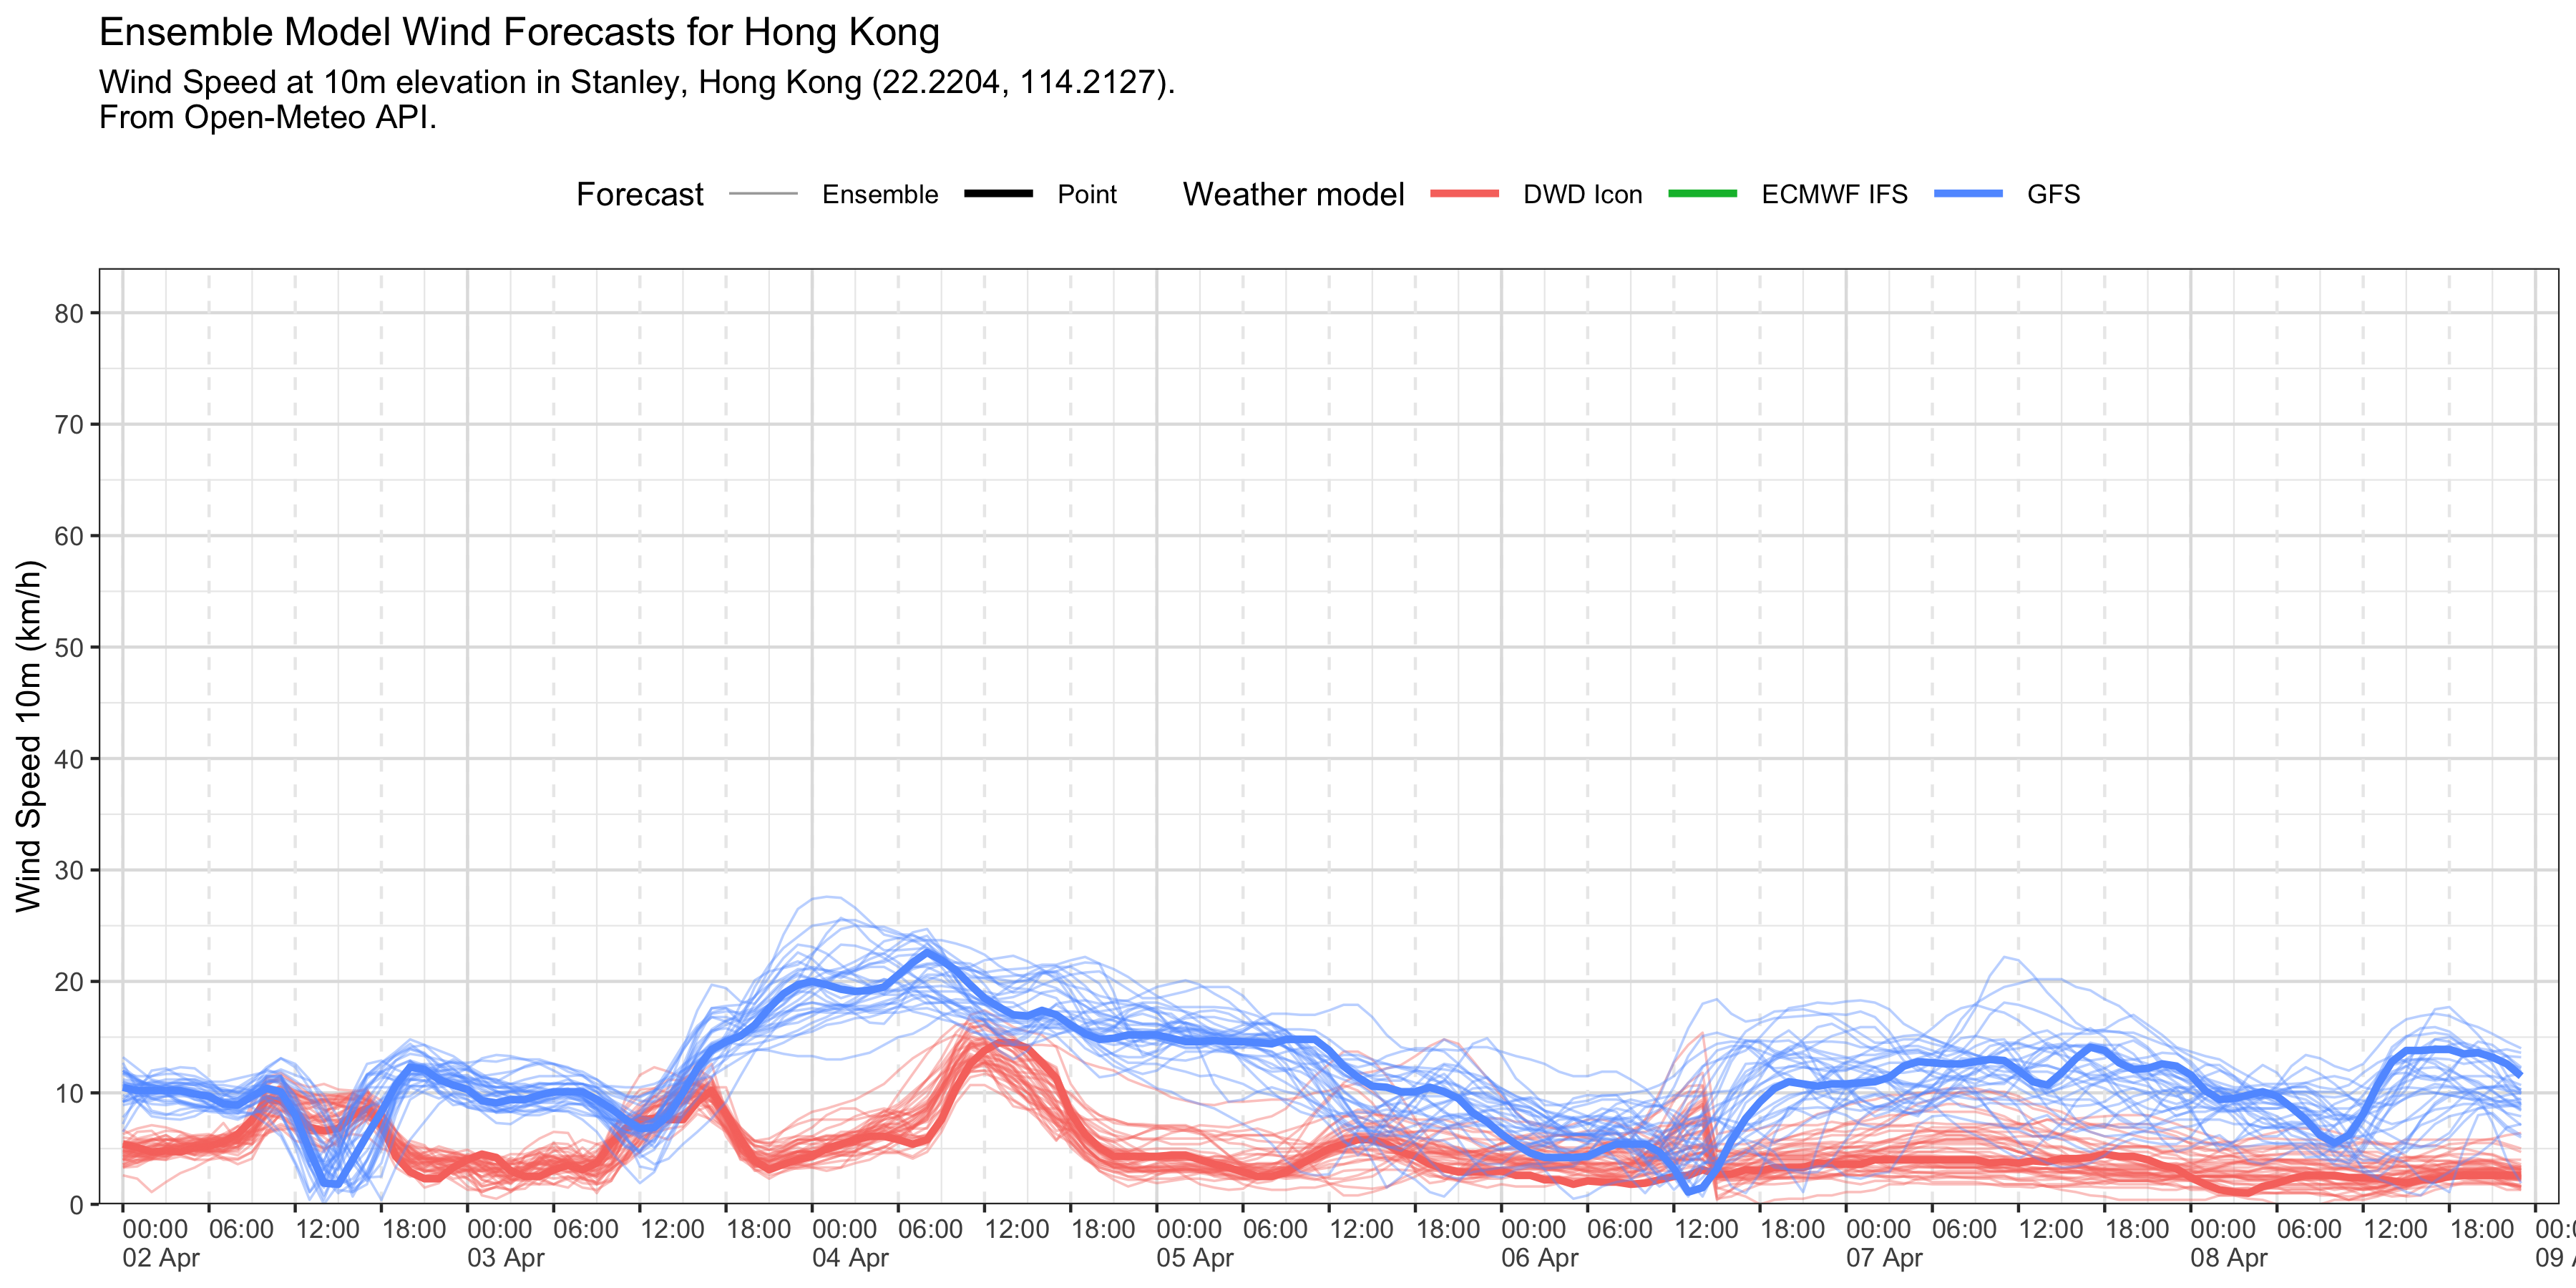 Ensemble Model Wind Forecasts for Hong Kong
Wind Speed at 10m elevation in Stanley, Hong Kong (22.2204, 114.2127).
From Open-Meteo API.
Forecast Ensemble Point Weather model DWD Icon ECMWF IFS GFS
Wind Speed 10m (km/h)
80
70
60
50
40
30
20
10
0
00:00 06:00 12:00 18:00 00:00 06:00 12:00 18:00 00:00 06:00 12:00 18:00 00:00 06:00 12:00 18:00 00:00 06:00 12:00 18:00 00:00 06:00 12:00 18:00 00:00 06:00 12:00 18:00
02 Apr 03 Apr 04 Apr 05 Apr 06 Apr 07 Apr 08 Apr 09